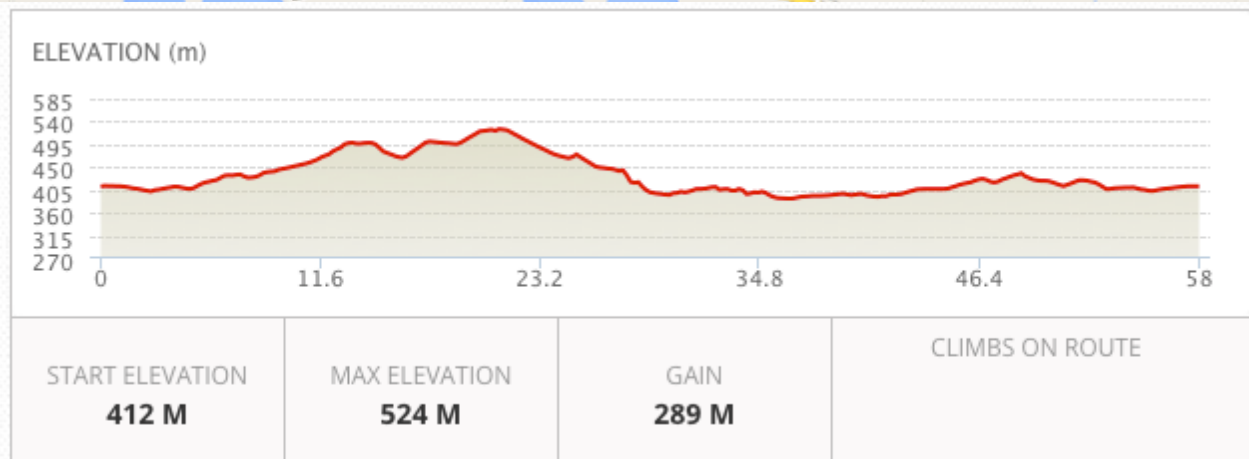 ELEVATION (m)
585
540
495
450
405
360
315
270
0 11.6 23.2 34.8 46.4 58
CLIMBS ON ROUTE
START ELEVATION MAX ELEVATION GAIN
412 M 524 M 289 M